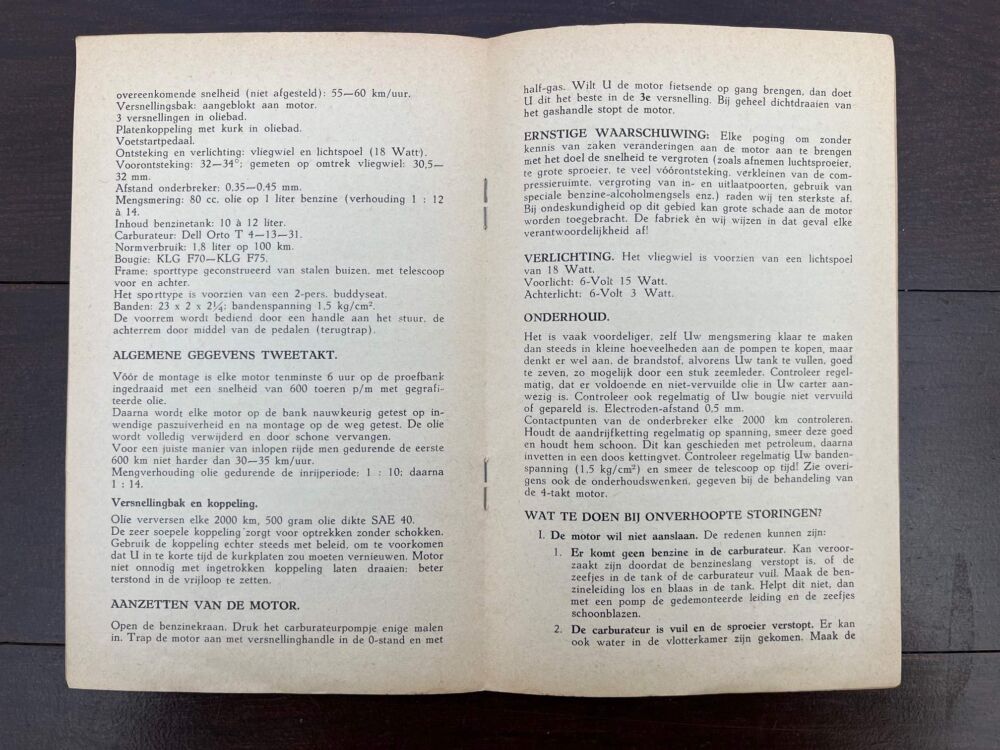 overeenkomende snelheid (niet afgesteld): 55—60 km/uur.
Versnellingsbak: aangeblokt aan motor.
3 versnellingen in oliebad.
Platenkoppeling met kurk in oliebad.
Voetstartpedaal.
Ontsteking en verlichting: vliegwiel en lichtspoel (18 Watt).
Voorontsteking: 32—34°; gemeten op omtrek vliegwiel: 30,5—
32 mm.
Afstand onderbreker: 0.35—0.45 mm.
Mengsmering: 80 cc. olie op 1 liter benzine (verhouding 1 : 12
à 14.
Inhoud benzinetank: 10 à 12 liter.
Carburateur: Dell Orto T 4—13—31.
Normverbruik: 1.8 liter op 100 km.
Bougie: KLG F70—KLG F75.
Frame: sporttype geconstrueerd van stalen buizen, met telescoop
voor en achter.
Het sporttype is voorzien van een 2-pers. buddyseat.
Banden: 23 x 2 x 2¼; bandenspanning 1,5 kg/cm².
De voorrem wordt bediend door een handle aan het stuur, de
achterrem door middel van de pedalen (terugtrap).
ALGEMENE GEGEVENS TWEETAKT.
Vóór de montage is elke motor tenminste 6 uur op de proefbank
ingedraaid met een snelheid van 600 toeren p/m met gegrafi-
teerde olie.
Daarna wordt elke motor op de bank nauwkeurig getest op in-
wendige paszuiverheid en na montage op de weg getest. De olie
wordt volledig verwijderd en door schone vervangen.
Voor een juiste manier van inlopen rijde men gedurende de eerste
600 km niet harder dan 30—35 km/uur.
Mengverhouding olie gedurende de inrijperiode: 1 : 10; daarna
1 : 14.
Versnellingbak en koppeling.
Olie verversen elke 2000 km, 500 gram olie dikte SAE 40.
De zeer soepele koppeling zorgt voor optrekken zonder schokken.
Gebruik de koppeling echter steeds met beleid, om te voorkomen
dat U in te korte tijd de kurkplaten zou moeten vernieuwen. Motor
niet onnodig met ingetrokken koppeling laten draaien; beter
terstond in de vrijloop te zetten.
AANZETTEN VAN DE MOTOR.
Open de benzinekraan. Druk het carburateurpompje enige malen
in. Trap de motor aan met versnellinghandle in de 0-stand en met
half-gas. Wilt U de motor fietsende op gang brengen, dan doet
U dit het beste in de 3e versnelling. Bij geheel dichtdraaien van
het gashandle stopt de motor.
ERNSTIGE WAARSCHUWING: Elke poging om zonder
kennis van zaken veranderingen aan de motor aan te brengen
met het doel de snelheid te vergroten (zoals afnemen luchtsproeier,
te grote sproeier, te veel vóórontsteking, verkleinen van de com-
pressieruimte, vergroting van in- en uitlaatpoorten, gebruik van
speciale benzine-alcoholmengsels enz.) raden wij ten sterkste af.
Bij ondeskundigheid op dit gebied kan grote schade aan de motor
worden toegebracht. De fabriek èn wij wijzen in dat geval elke
verantwoordelijkheid af!
VERLICHTING. Het vliegwiel is voorzien van een lichtspoel
van 18 Watt.
Voorlicht: 6-Volt 15 Watt.
Achterlicht: 6-Volt 3 Watt.
ONDERHOUD.
Het is vaak voordeliger, zelf Uw mengsmering klaar te maken
dan steeds in kleine hoeveelheden aan de pompen te kopen, maar
denkt er wel aan, de brandstof, alvorens Uw tank te vullen, goed
te zeven, zo mogelijk door een stuk zeemleder. Controleer regel-
matig, dat er voldoende en niet-vervuilde olie in Uw carter aan-
wezig is. Controleer ook regelmatig of Uw bougie niet vervuild
of gepareld is. Electroden-afstand 0,5 mm.
Contactpunten van de onderbreker elke 2000 km controleren.
Houdt de aandrijfketting regelmatig op spanning, smeer deze goed
en houdt hem schoon. Dit kan geschieden met petroleum, daarna
invetten in een doos kettingvet. Controleer regelmatig Uw banden-
spanning (1,5 kg/cm²) en smeer de telescoop op tijd! Zie overi-
gens ook de onderhoudswenken, gegeven bij de behandeling van
de 4-takt motor.
WAT TE DOEN BIJ ONVERHOOPTE STORINGEN?
I. De motor wil niet aanslaan. De redenen kunnen zijn:
1. Er komt geen benzine in de carburateur. Kan veroor-
zaakt zijn doordat de benzineslang verstopt is, of de
zeefjes in de tank of de carburateur vuil. Maak de ben-
zineleiding los en blaas in de tank. Helpt dit niet, dan
met een pomp de gedemonteerde leiding en de zeefjes
schoonblazen.
2. De carburateur is vuil en de sproeier verstopt. Er kan
ook water in de vlotterkamer zijn gekomen. Maak de